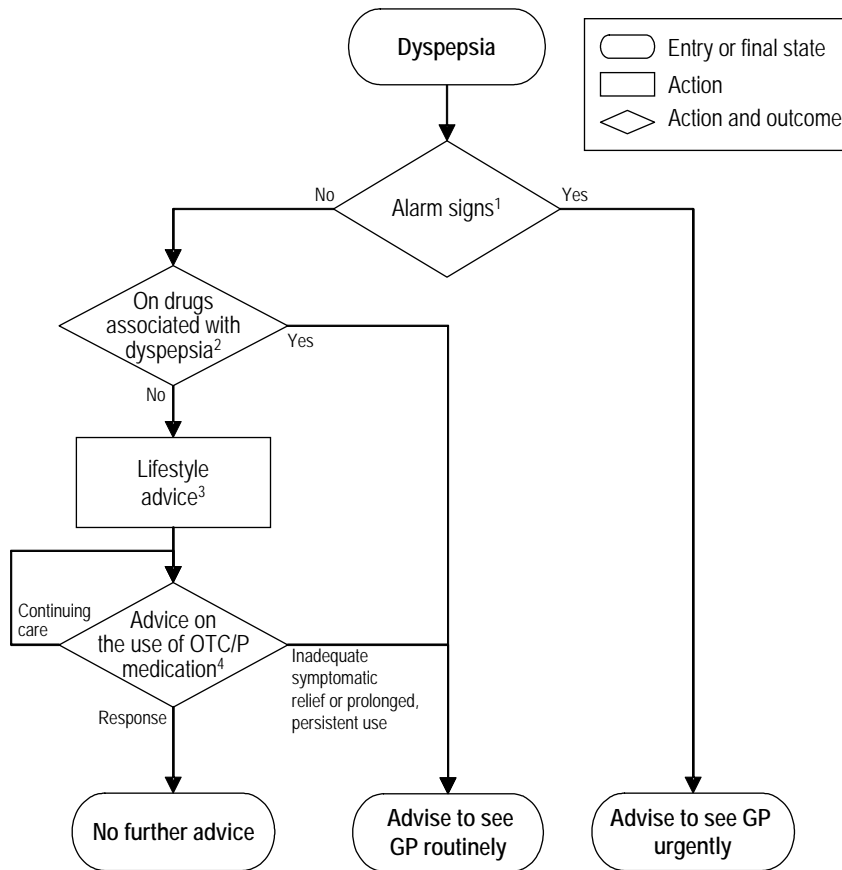 Dyspepsia
Entry or final state
Action
Action and outcome
Alarm signs¹
No
Yes
On drugs
associated with
dyspepsia²
Yes
No
Lifestyle
advice³
Continuing
care
Advice on
the use of OTC/P
medication⁴
Inadequate
symptomatic
relief or prolonged,
persistent use
Response
No further advice
Advise to see
GP routinely
Advise to see GP
urgently